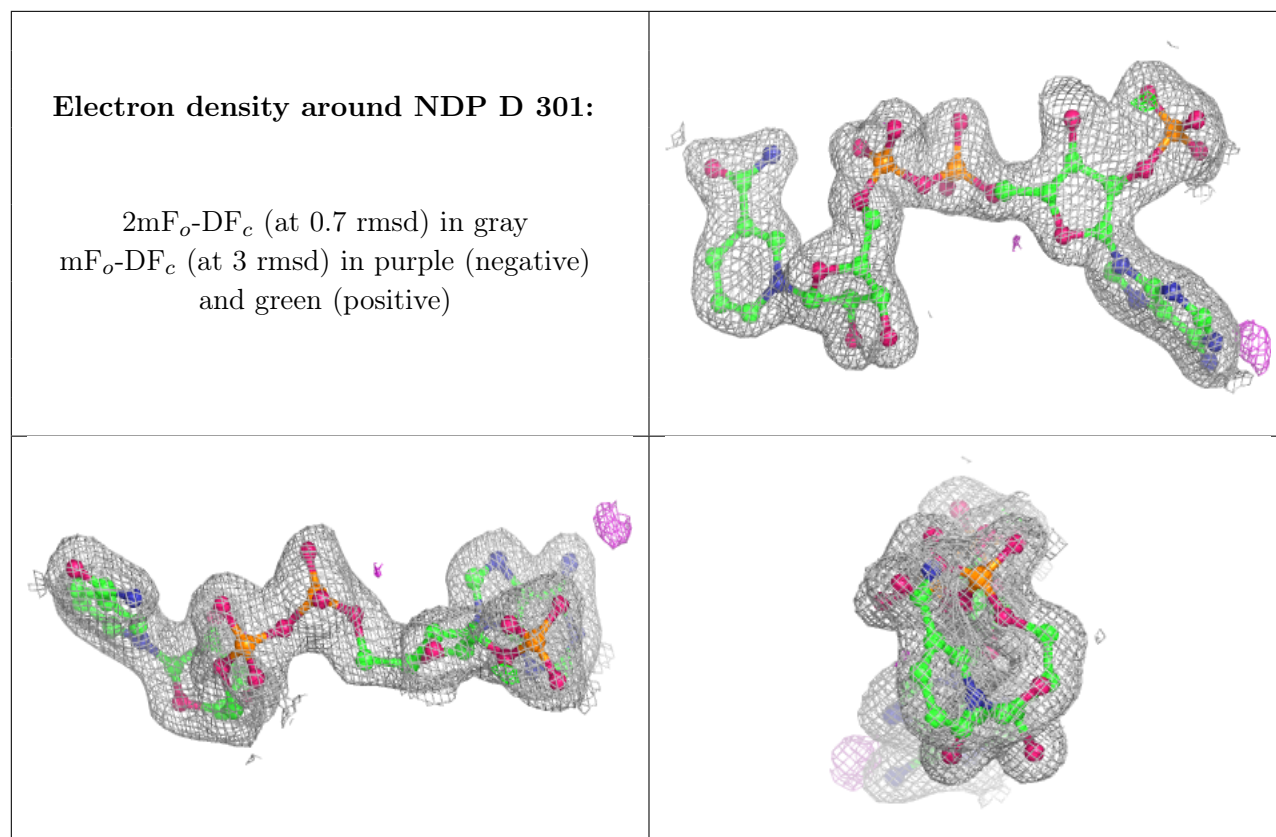 Electron density around NDP D 301:
2mFₒ-DF𝒸 (at 0.7 rmsd) in gray
mFₒ-DF𝒸 (at 3 rmsd) in purple (negative)
and green (positive)